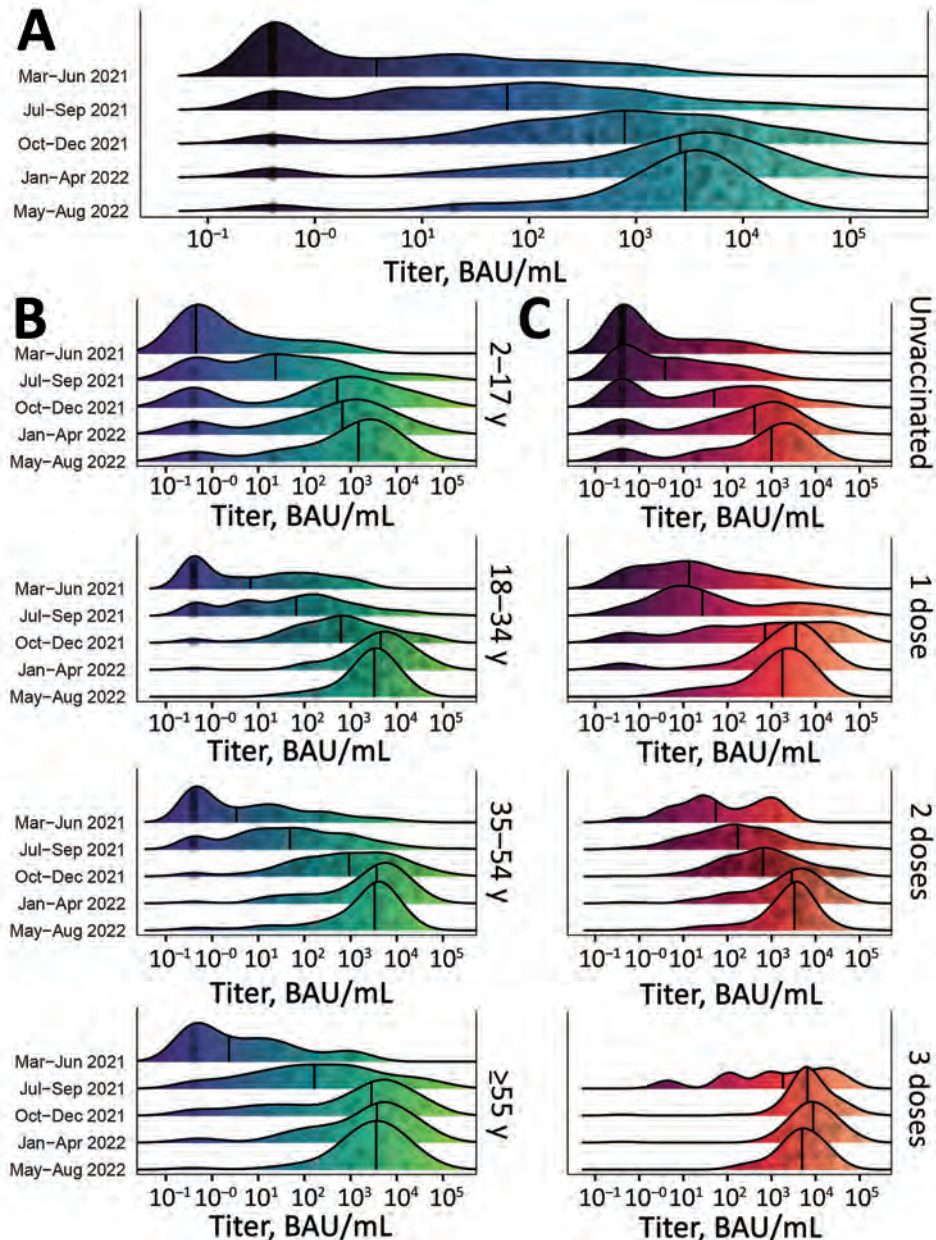 A
Mar–Jun 2021
Jul–Sep 2021
Oct–Dec 2021
Jan–Apr 2022
May–Aug 2022
10⁻¹ 10⁻⁰ 10¹ 10² 10³ 10⁴ 10⁵
Titer, BAU/mL
B
Mar–Jun 2021
Jul–Sep 2021
Oct–Dec 2021
Jan–Apr 2022
May–Aug 2022
10⁻¹ 10⁻⁰ 10¹ 10² 10³ 10⁴ 10⁵
Titer, BAU/mL
2–17 y
Mar–Jun 2021
Jul–Sep 2021
Oct–Dec 2021
Jan–Apr 2022
May–Aug 2022
10⁻¹ 10⁻⁰ 10¹ 10² 10³ 10⁴ 10⁵
Titer, BAU/mL
18–34 y
Mar–Jun 2021
Jul–Sep 2021
Oct–Dec 2021
Jan–Apr 2022
May–Aug 2022
10⁻¹ 10⁻⁰ 10¹ 10² 10³ 10⁴ 10⁵
Titer, BAU/mL
35–54 y
Mar–Jun 2021
Jul–Sep 2021
Oct–Dec 2021
Jan–Apr 2022
May–Aug 2022
10⁻¹ 10⁻⁰ 10¹ 10² 10³ 10⁴ 10⁵
Titer, BAU/mL
≥55 y
C
10⁻¹ 10⁻⁰ 10¹ 10² 10³ 10⁴ 10⁵
Titer, BAU/mL
Unvaccinated
10⁻¹ 10⁻⁰ 10¹ 10² 10³ 10⁴ 10⁵
Titer, BAU/mL
1 dose
10⁻¹ 10⁻⁰ 10¹ 10² 10³ 10⁴ 10⁵
Titer, BAU/mL
2 doses
10⁻¹ 10⁻⁰ 10¹ 10² 10³ 10⁴ 10⁵
Titer, BAU/mL
3 doses